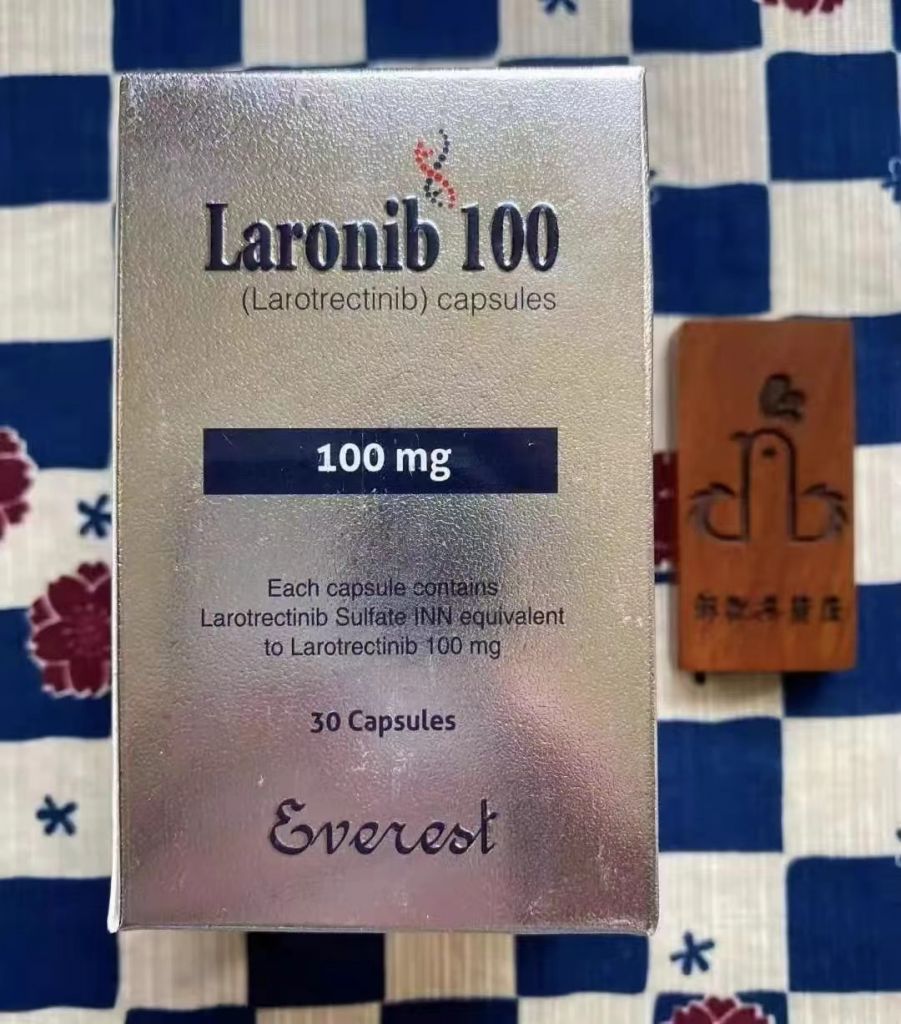 Laronib 100
(Larotrectinib) capsules
100 mg
Each capsule contains
Larotrectinib Sulfate INN equivalent
to Larotrectinib 100 mg
30 Capsules
Everest